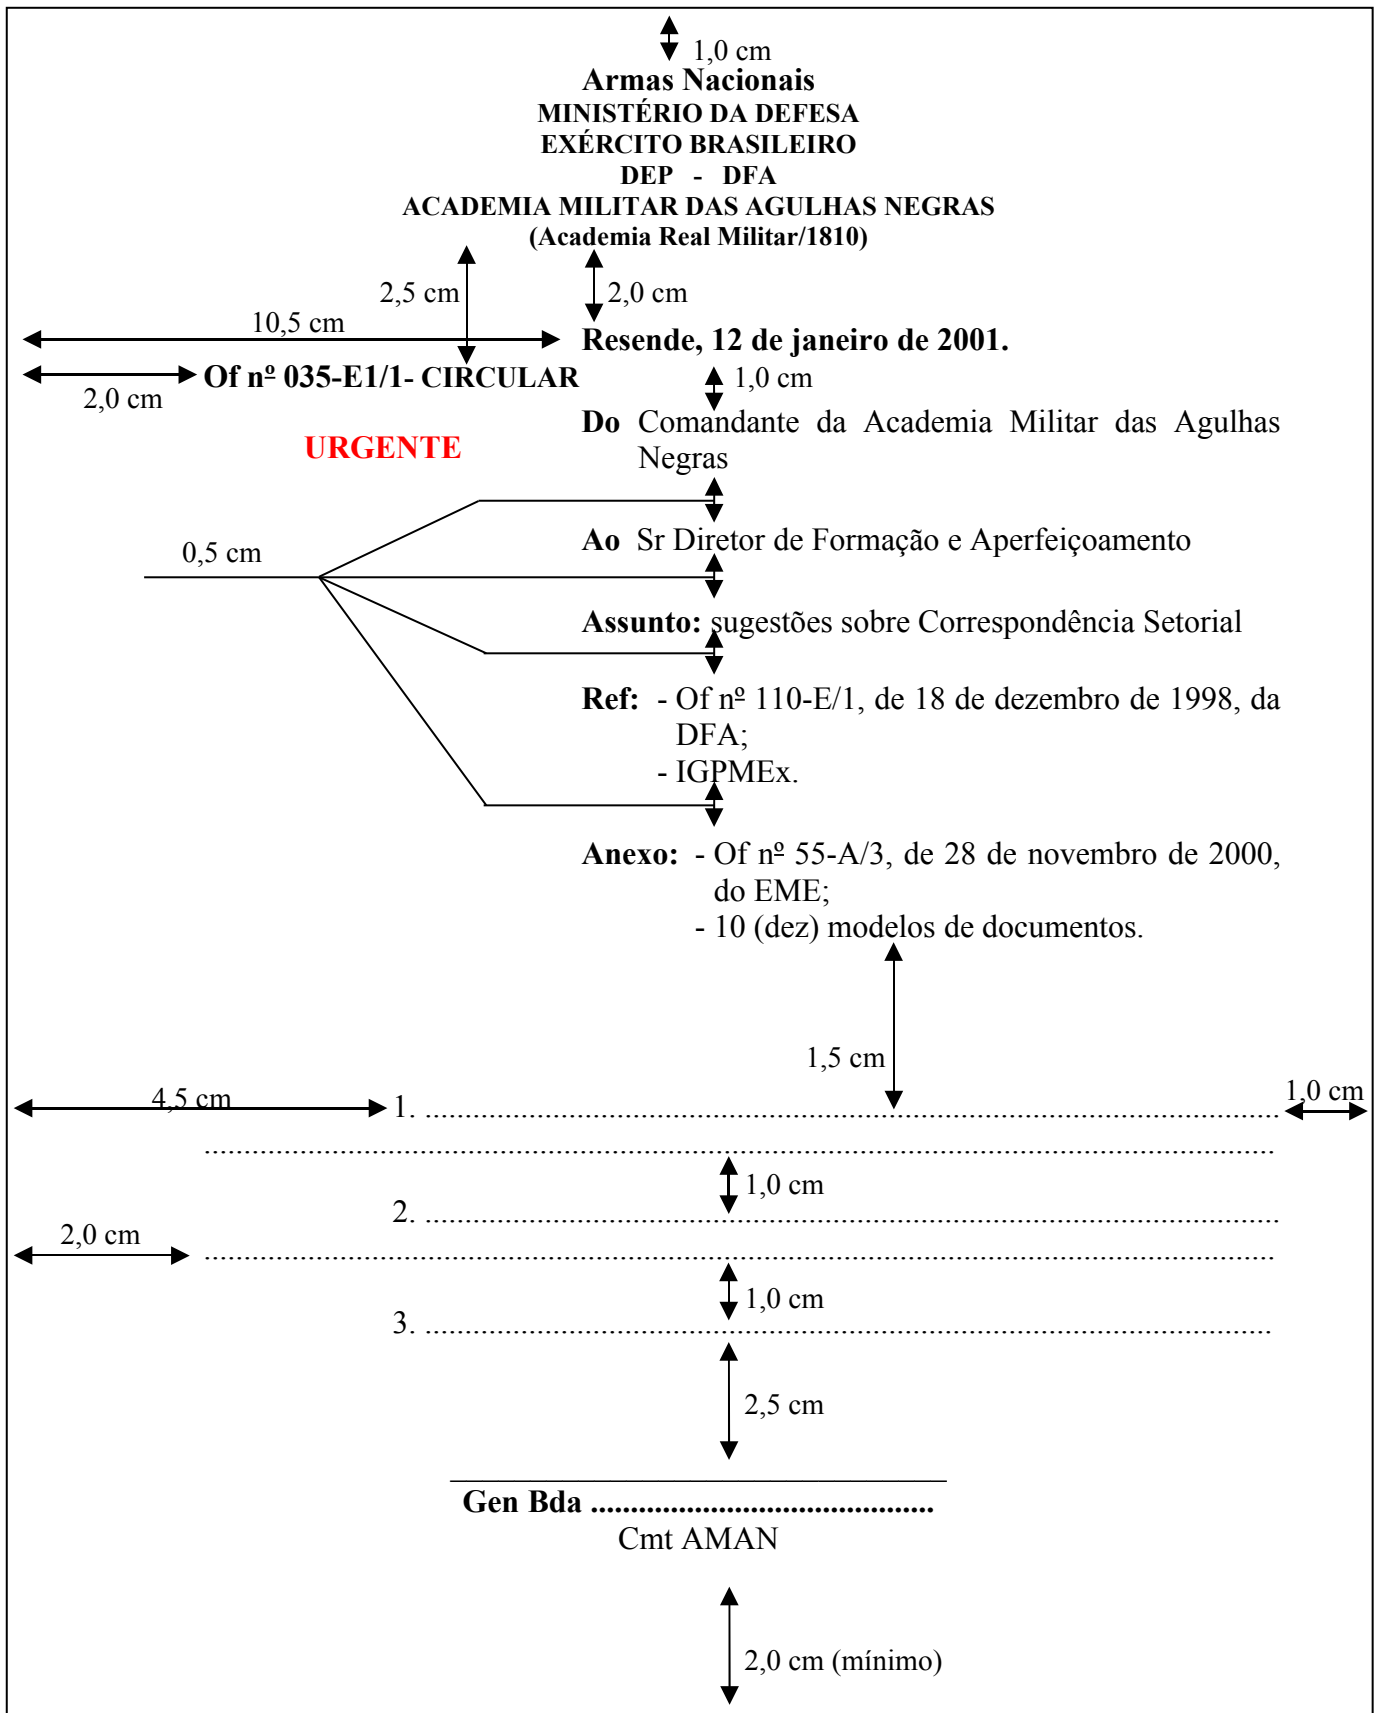 1,0 cm
Armas Nacionais
MINISTÉRIO DA DEFESA
EXÉRCITO BRASILEIRO
DEP - DFA
ACADEMIA MILITAR DAS AGULHAS NEGRAS
(Academia Real Militar/1810)
2,5 cm
2,0 cm
10,5 cm
Resende, 12 de janeiro de 2001.
Of nº 035-E1/1- CIRCULAR
1,0 cm
2,0 cm
Do Comandante da Academia Militar das Agulhas
Negras
URGENTE
0,5 cm
Ao Sr Diretor de Formação e Aperfeiçoamento
Assunto: sugestões sobre Correspondência Setorial
Ref: - Of nº 110-E/1, de 18 de dezembro de 1998, da
DFA;
- IGPMEx.
Anexo: - Of nº 55-A/3, de 28 de novembro de 2000,
do EME;
- 10 (dez) modelos de documentos.
1,5 cm
4,5 cm
1,0 cm
1. ..........................................................................................................
......................................................................................................................................
1,0 cm
2. ..........................................................................................................
2,0 cm
......................................................................................................................................
1,0 cm
3. .........................................................................................................
2,5 cm
Gen Bda ...........................................
Cmt AMAN
2,0 cm (mínimo)